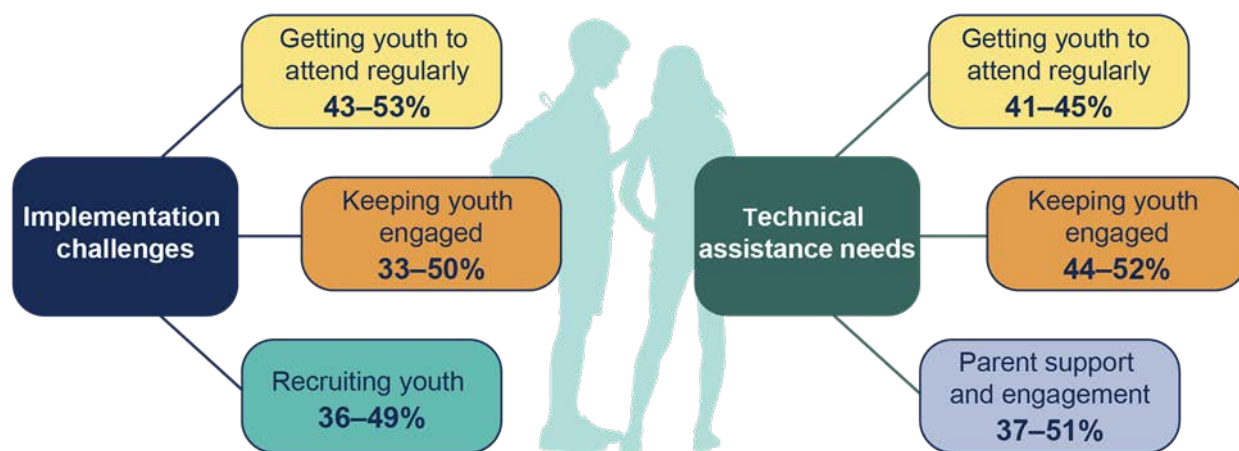 Implementation
challenges
Getting youth to
attend regularly
43–53%
Keeping youth
engaged
33–50%
Recruiting youth
36–49%
Technical
assistance needs
Getting youth to
attend regularly
41–45%
Keeping youth
engaged
44–52%
Parent support
and engagement
37–51%